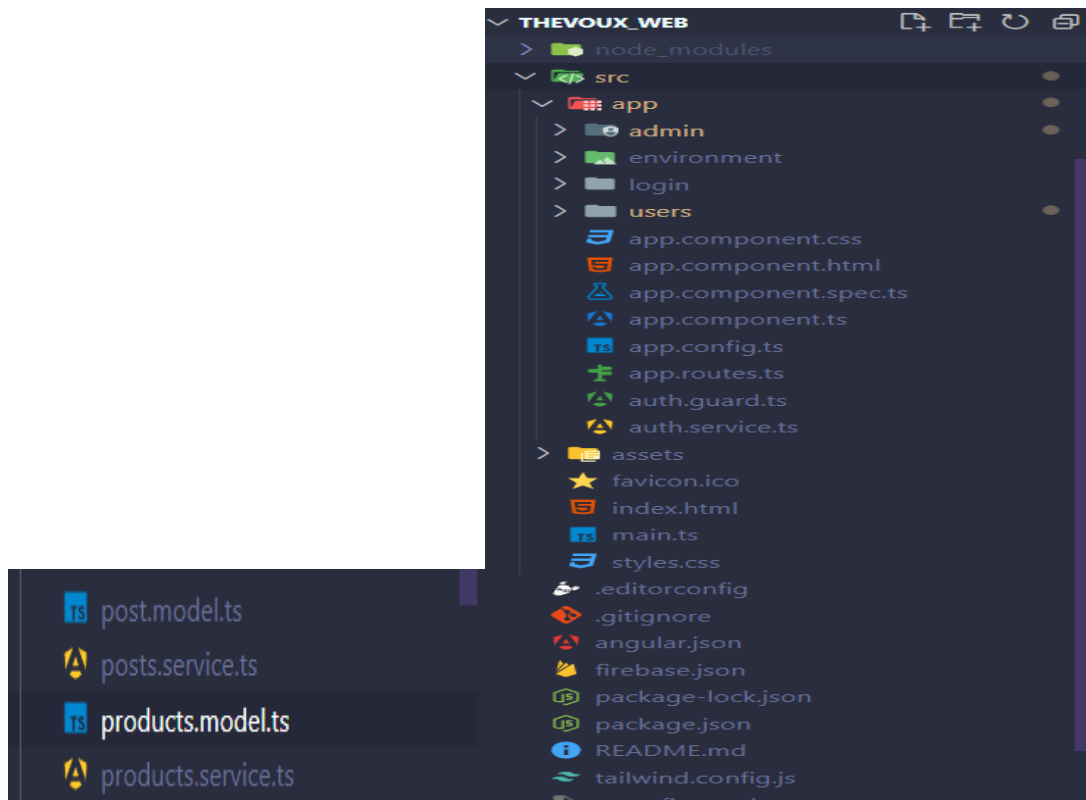 THEVOUX_WEB
node_modules
src
app
admin
environment
login
users
app.component.css
app.component.html
app.component.spec.ts
app.component.ts
app.config.ts
app.routes.ts
auth.guard.ts
auth.service.ts
assets
favicon.ico
index.html
main.ts
styles.css
.editorconfig
.gitignore
angular.json
firebase.json
package-lock.json
package.json
README.md
tailwind.config.js
post.model.ts
posts.service.ts
products.model.ts
products.service.ts